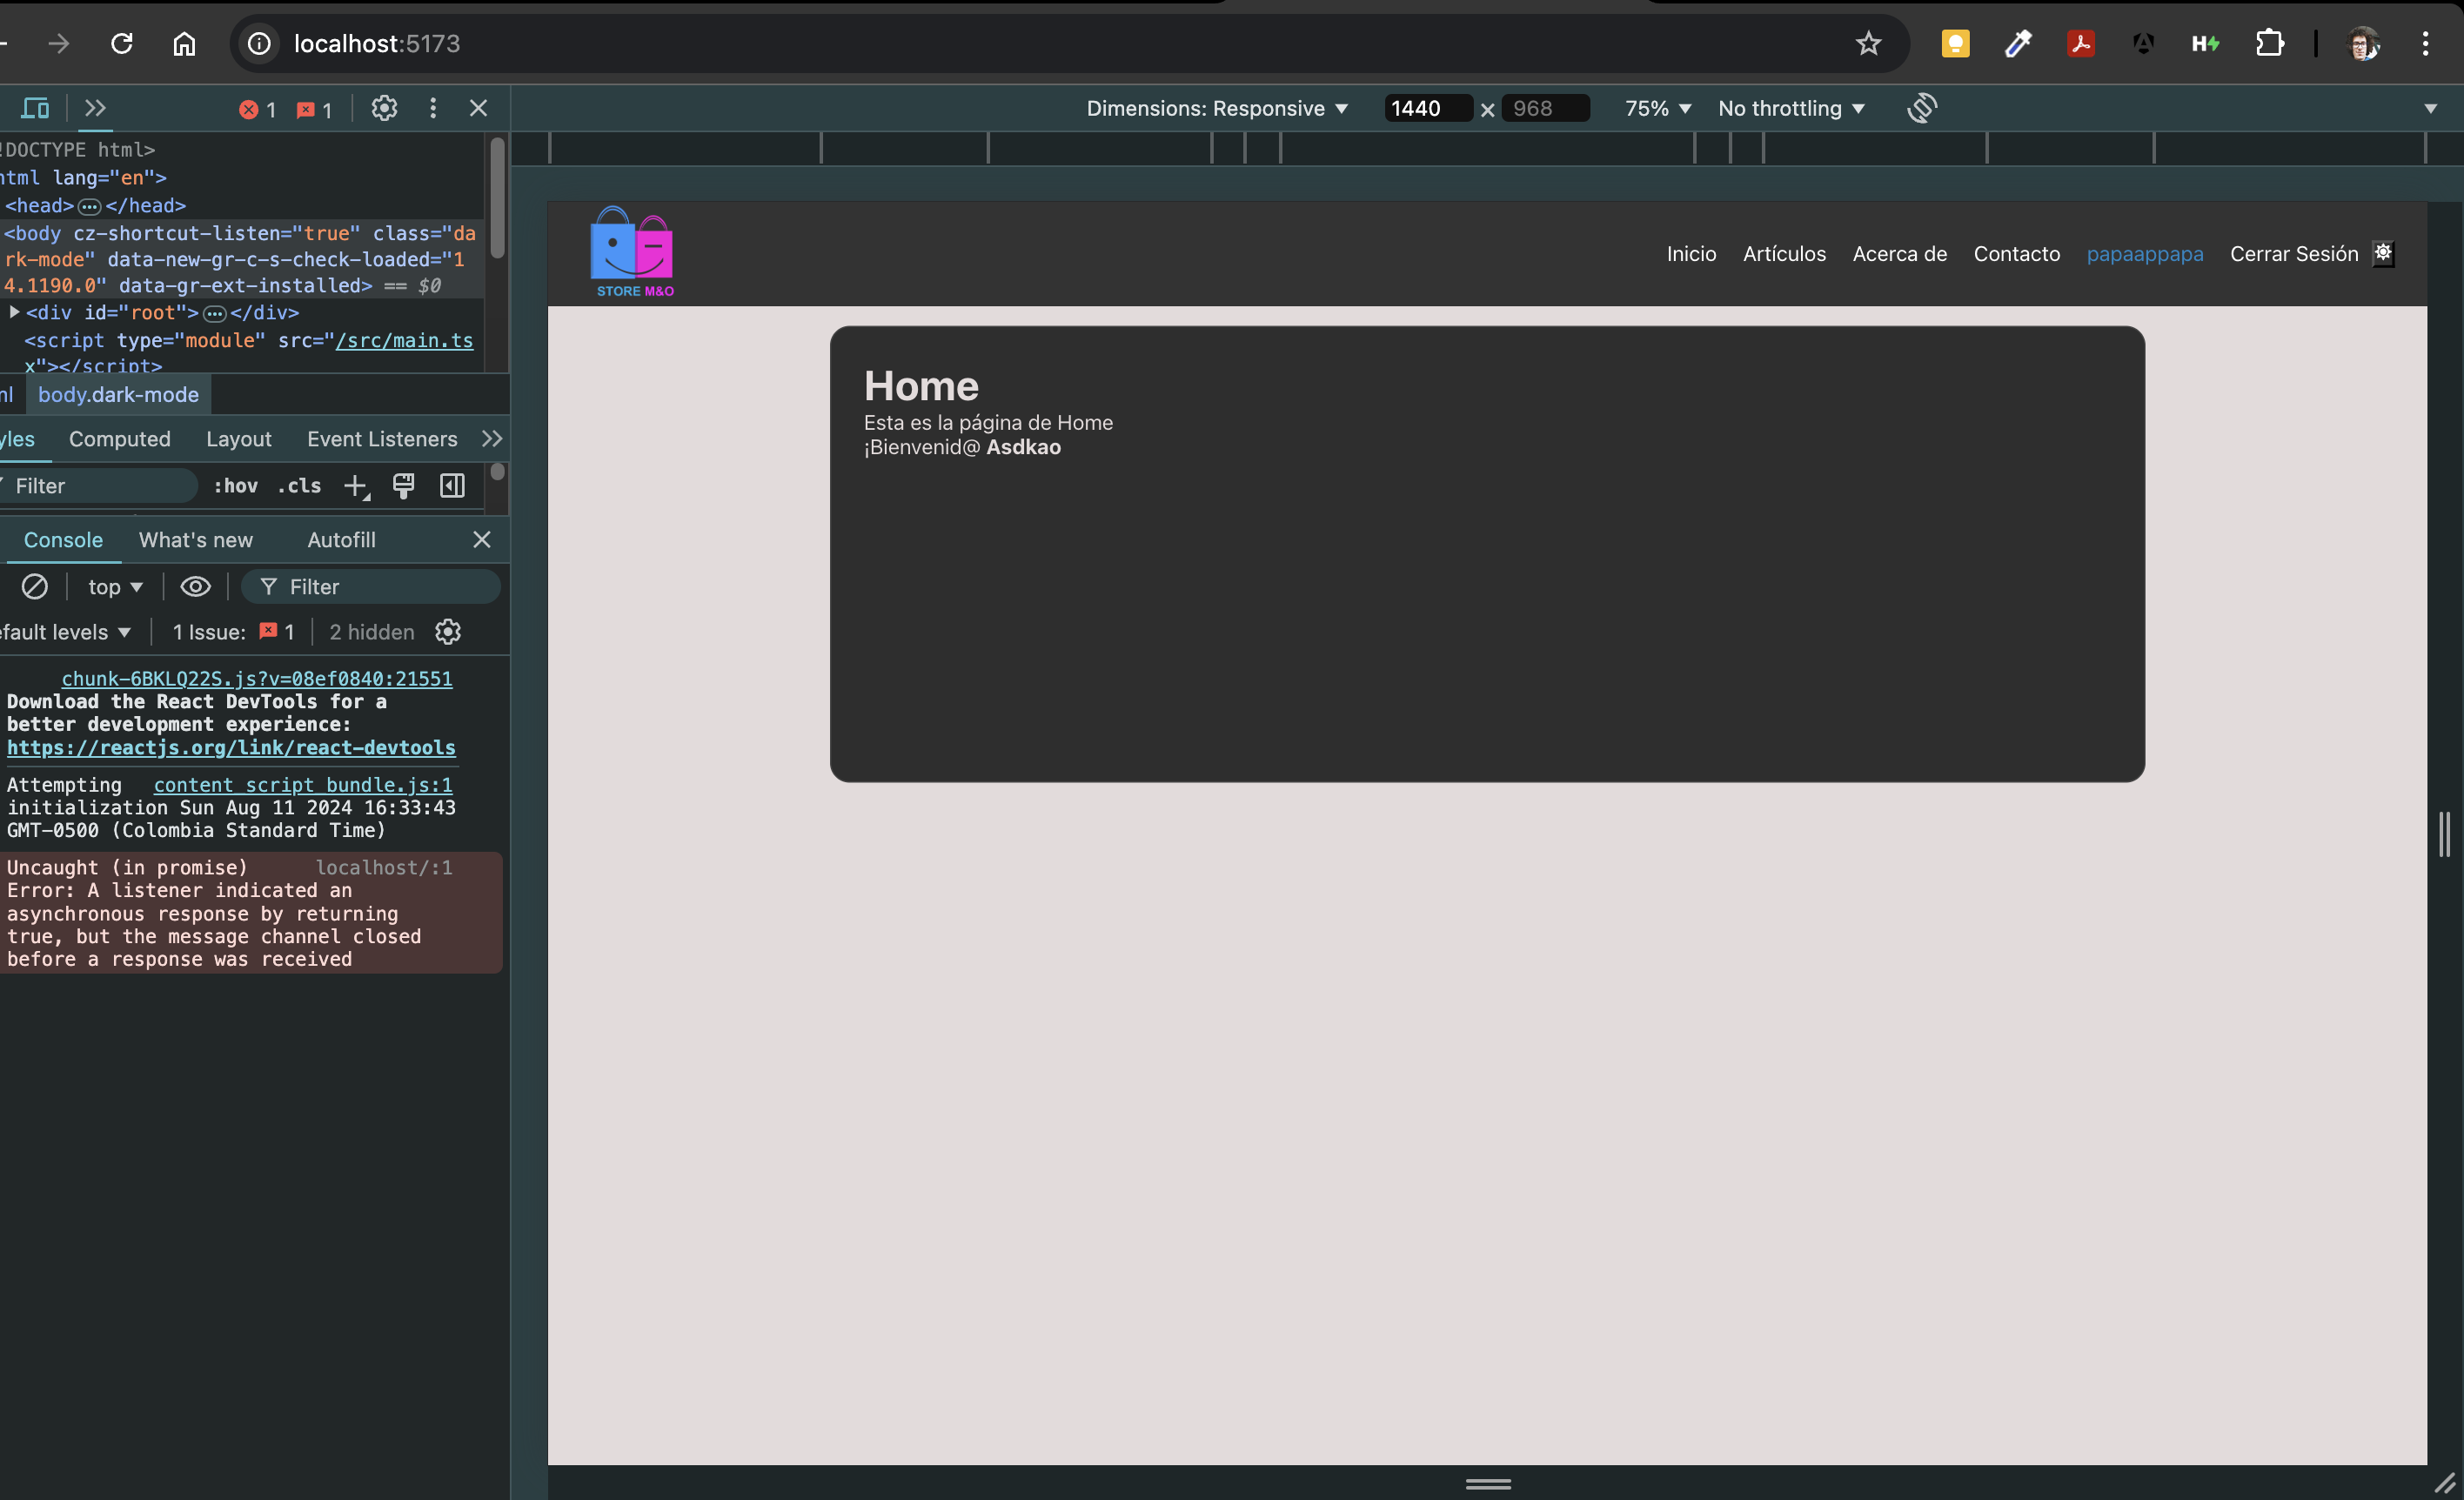 localhost:5173
1
1
Dimensions: Responsive
1440
968
75%
No throttling
!DOCTYPE html>
html lang="en">
<head>
</head>
<body cz-shortcut-listen="true" class="da
rk-mode" data-new-gr-c-s-check-loaded="1
4.1190.0" data-gr-ext-installed> == $0
<div id="root">
</div>
<script type="module" src="/src/main.ts
x"></script>
ml
body.dark-mode
yles
Computed
Layout
Event Listeners
Filter
:hov
.cls
Console
What's new
Autofill
top
Filter
efault levels
1 Issue:
1
2 hidden
chunk-6BKLQ22S.js?v=08ef0840:21551
Download the React DevTools for a
better development experience:
https://reactjs.org/link/react-devtools
Attempting content_script_bundle.js:1
initialization Sun Aug 11 2024 16:33:43
GMT-0500 (Colombia Standard Time)
Uncaught (in promise) localhost/:1
Error: A listener indicated an
asynchronous response by returning
true, but the message channel closed
before a response was received
STORE M&O
Inicio
Artículos
Acerca de
Contacto
papaappapa
Cerrar Sesión
Home
Esta es la página de Home
¡Bienvenid@ Asdkao